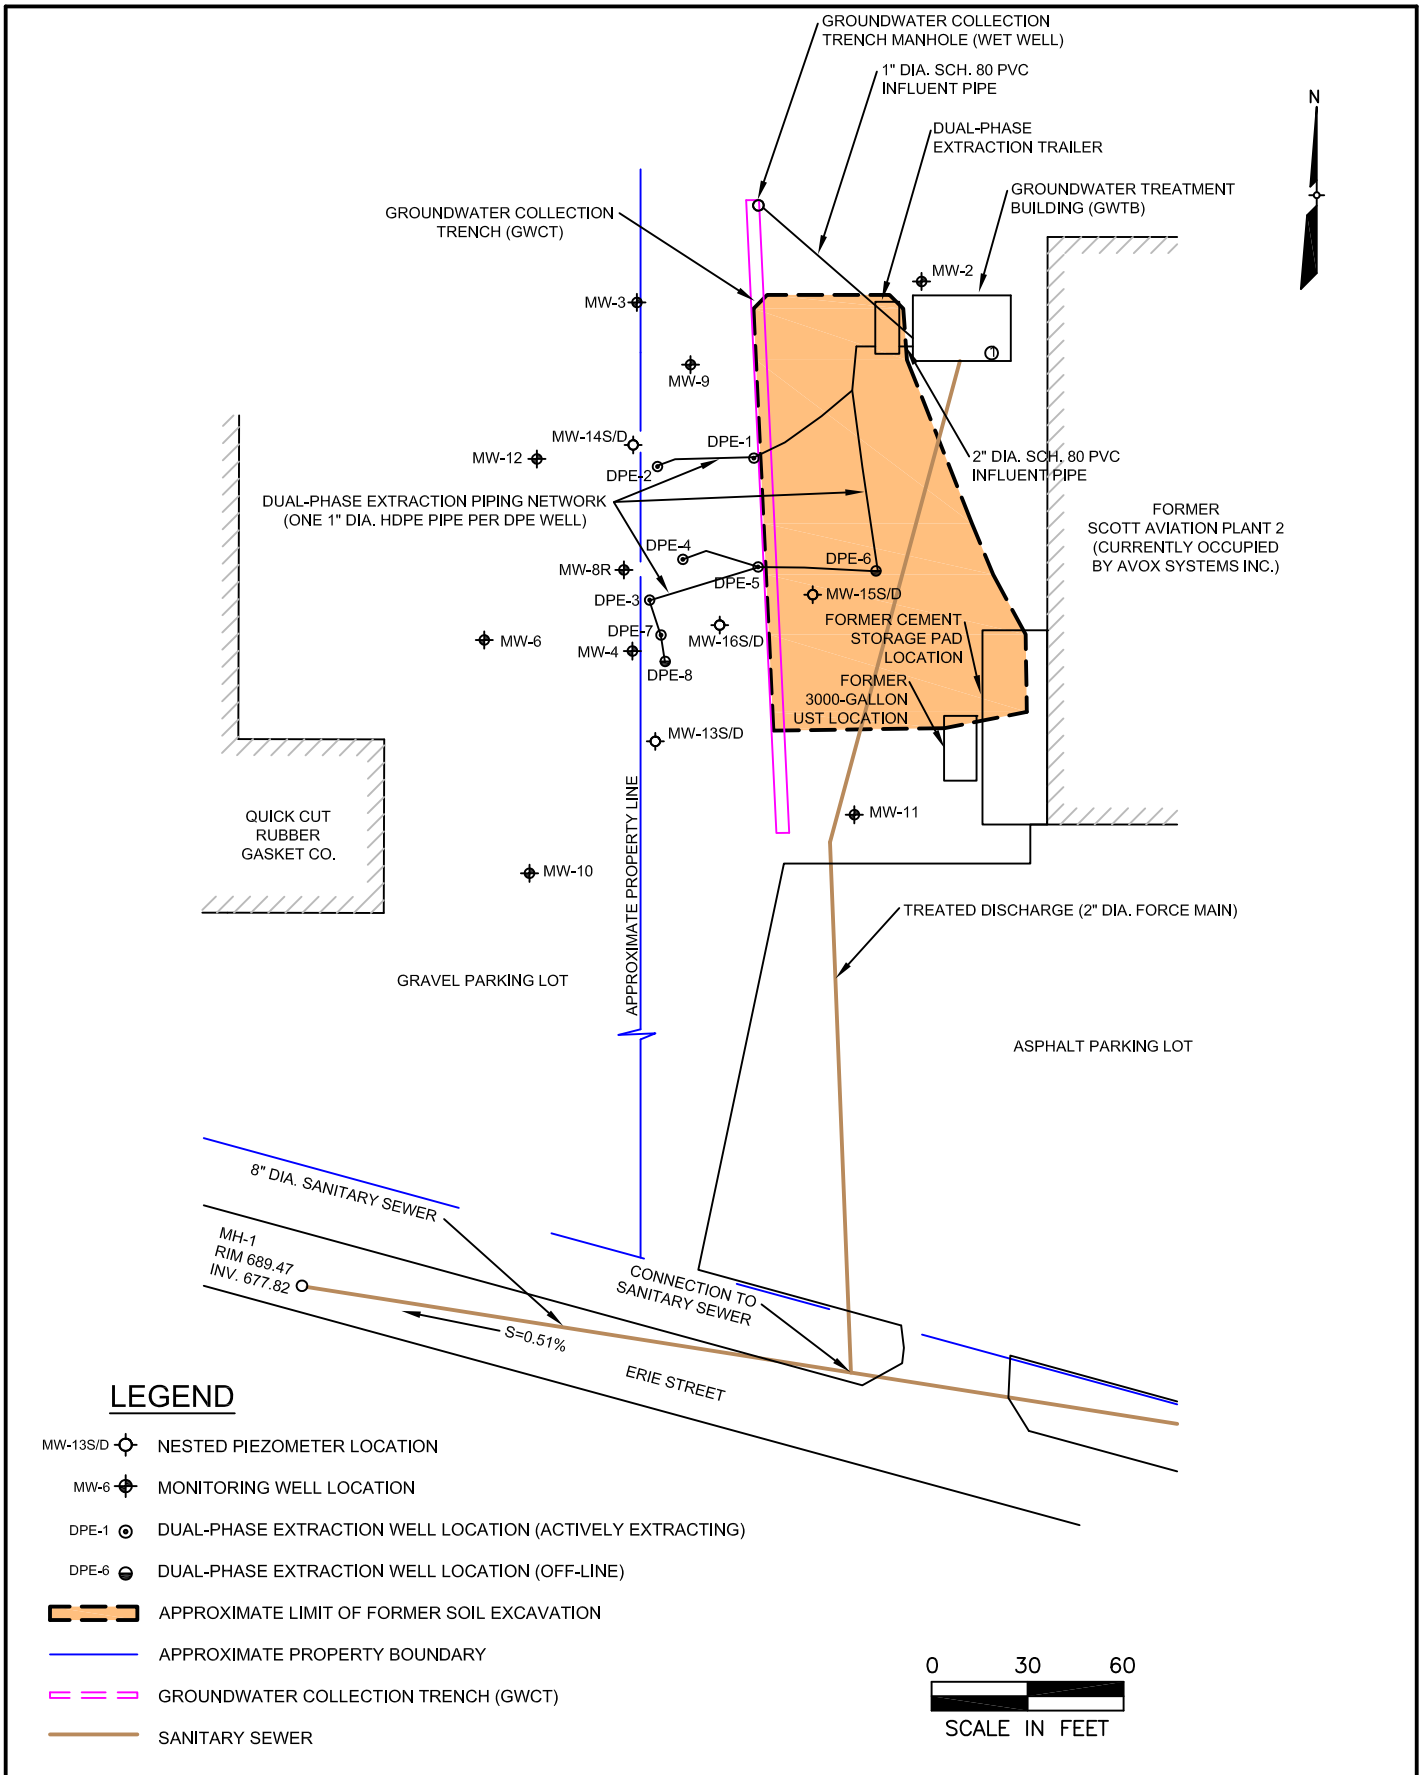 GROUNDWATER COLLECTION
TRENCH MANHOLE (WET WELL)
1" DIA. SCH. 80 PVC
INFLUENT PIPE
N
DUAL-PHASE
EXTRACTION TRAILER
GROUNDWATER TREATMENT
BUILDING (GWTB)
GROUNDWATER COLLECTION
TRENCH (GWCT)
MW-2
MW-3
MW-9
MW-14S/D
DPE-1
MW-12
DPE-2
2" DIA. SCH. 80 PVC
INFLUENT PIPE
DUAL-PHASE EXTRACTION PIPING NETWORK
(ONE 1" DIA. HDPE PIPE PER DPE WELL)
FORMER
SCOTT AVIATION PLANT 2
(CURRENTLY OCCUPIED
BY AVOX SYSTEMS INC.)
DPE-4
DPE-6
MW-8R
DPE-5
DPE-3
MW-15S/D
FORMER CEMENT
STORAGE PAD
LOCATION
DPE-7
MW-16S/D
MW-6
MW-4
DPE-8
FORMER
3000-GALLON
UST LOCATION
MW-13S/D
APPROXIMATE PROPERTY LINE
QUICK CUT
RUBBER
GASKET CO.
MW-11
MW-10
TREATED DISCHARGE (2" DIA. FORCE MAIN)
GRAVEL PARKING LOT
ASPHALT PARKING LOT
8" DIA. SANITARY SEWER
MH-1
RIM 689.47
INV. 677.82
CONNECTION TO
SANITARY SEWER
S=0.51%
ERIE STREET
LEGEND
MW-13S/D NESTED PIEZOMETER LOCATION
MW-6 MONITORING WELL LOCATION
DPE-1 DUAL-PHASE EXTRACTION WELL LOCATION (ACTIVELY EXTRACTING)
DPE-6 DUAL-PHASE EXTRACTION WELL LOCATION (OFF-LINE)
APPROXIMATE LIMIT OF FORMER SOIL EXCAVATION
APPROXIMATE PROPERTY BOUNDARY
GROUNDWATER COLLECTION TRENCH (GWCT)
SANITARY SEWER
0 30 60
SCALE IN FEET